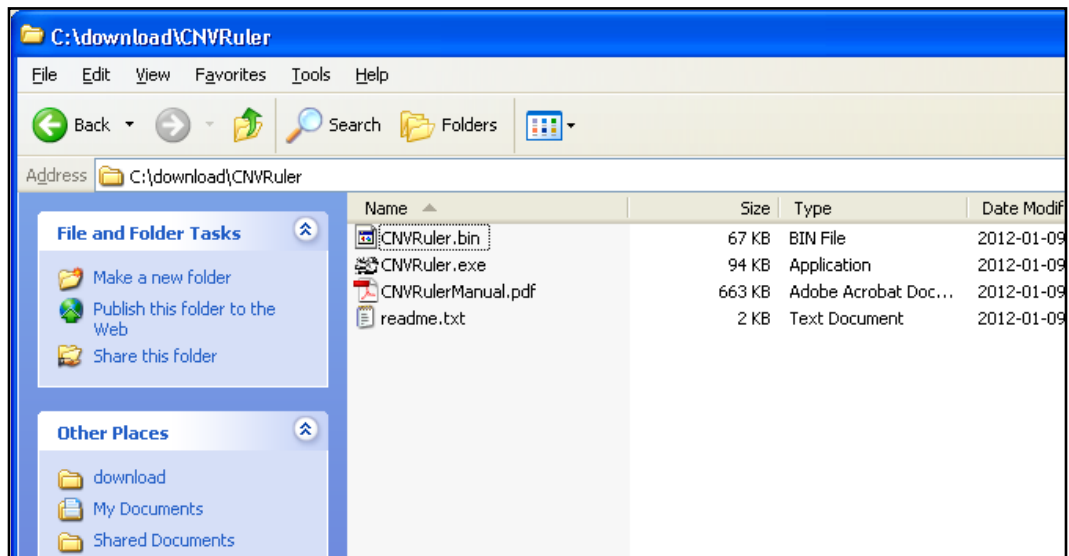 C:\download\CNVRuler
File Edit View Favorites Tools Help
Back Search Folders
Address C:\download\CNVRuler
File and Folder Tasks
Make a new folder
Publish this folder to the
Web
Share this folder
Other Places
download
My Documents
Shared Documents
Name Size Type Date Modif
CNVRuler.bin 67 KB BIN File 2012-01-09
CNVRuler.exe 94 KB Application 2012-01-09
CNVRulerManual.pdf 663 KB Adobe Acrobat Doc... 2012-01-09
readme.txt 2 KB Text Document 2012-01-09